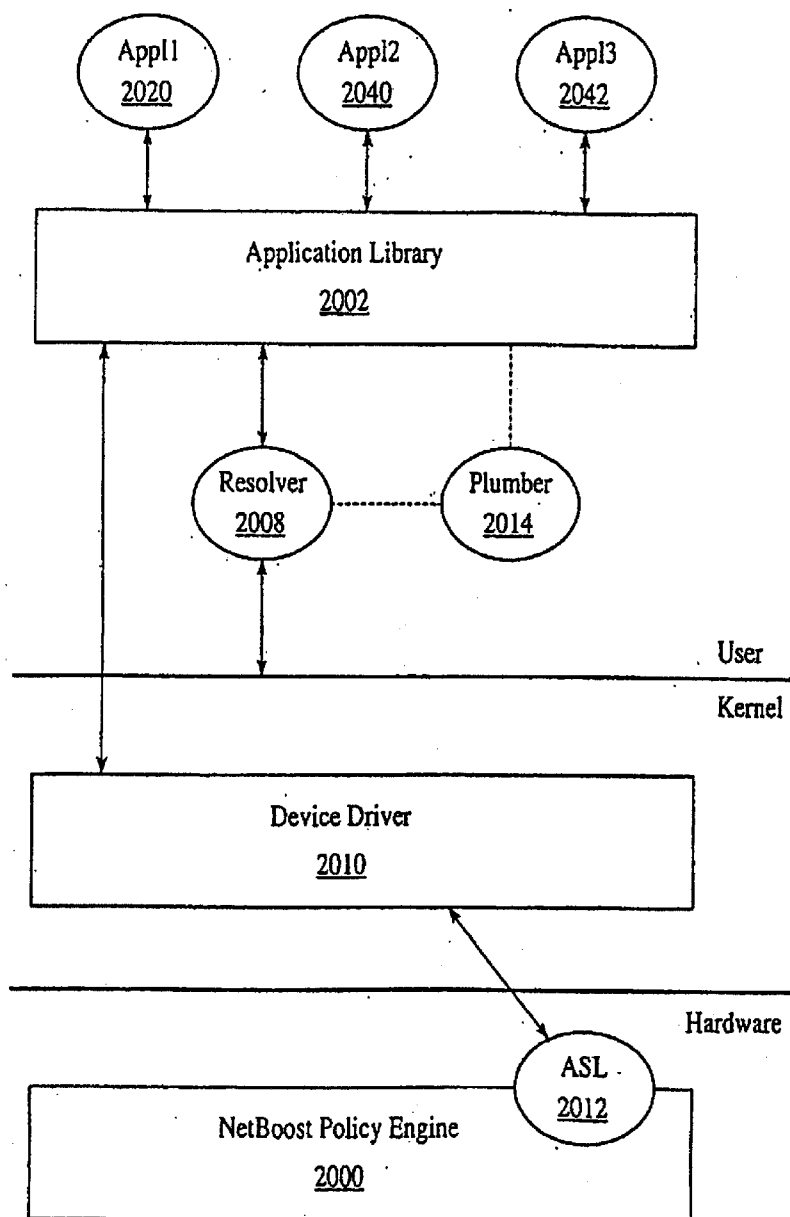 Appl1
2020
Appl2
2040
Appl3
2042
Application Library
2002
Resolver
2008
Plumber
2014
User
Kernel
Device Driver
2010
Hardware
ASL
2012
NetBoost Policy Engine
2000